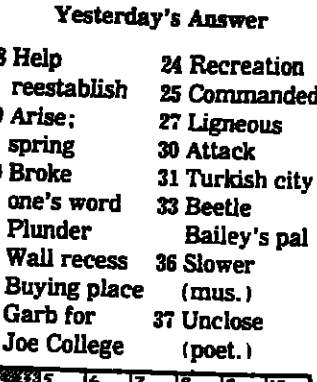 Yesterday's Answer
Help
reestablish
Arise;
spring
Broke
one's word
Plunder
Wall recess
Buying place
Garb for
Joe College
24 Recreation
25 Commanded
27 Ligneous
30 Attack
31 Turkish city
33 Beetle
Bailey's pal
36 Slower
(mus.)
37 Unclose
(poet.)